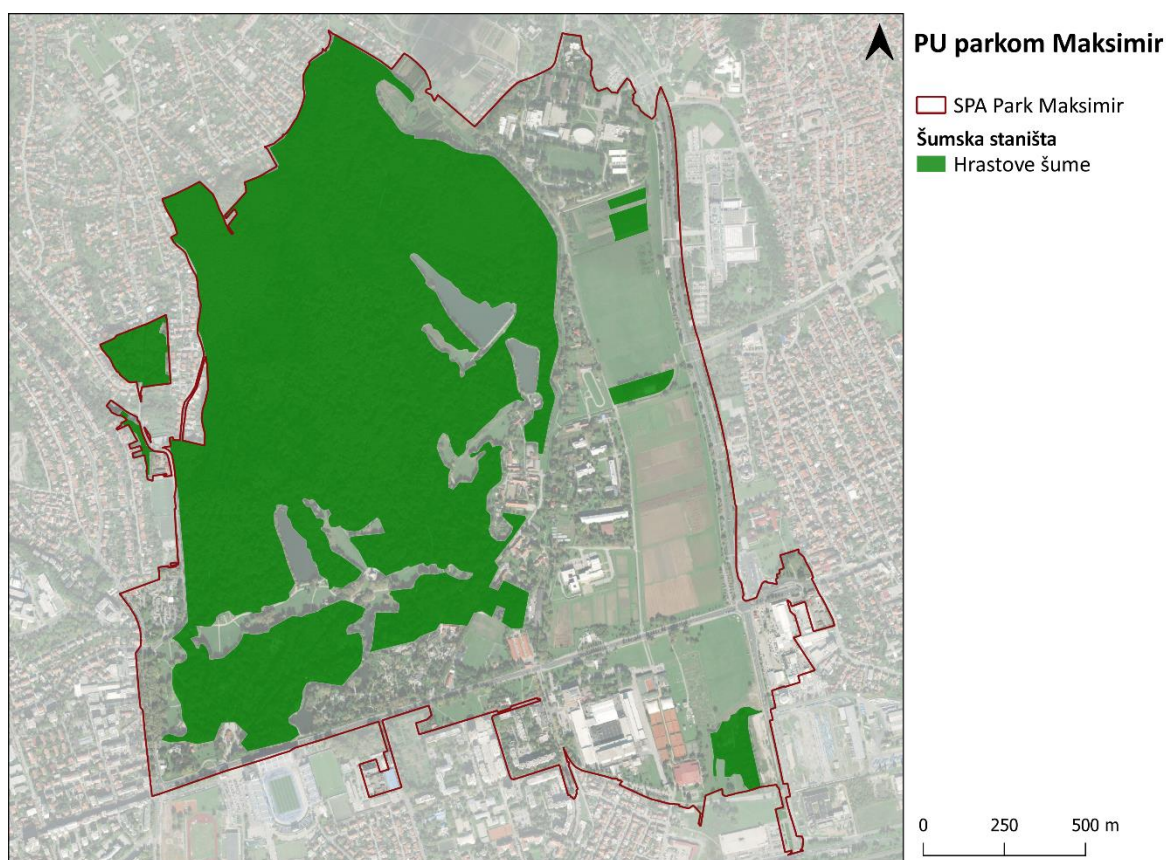 PU parkom Maksimir
SPA Park Maksimir
Šumska staništa
Hrastove šume
0 250 500 m